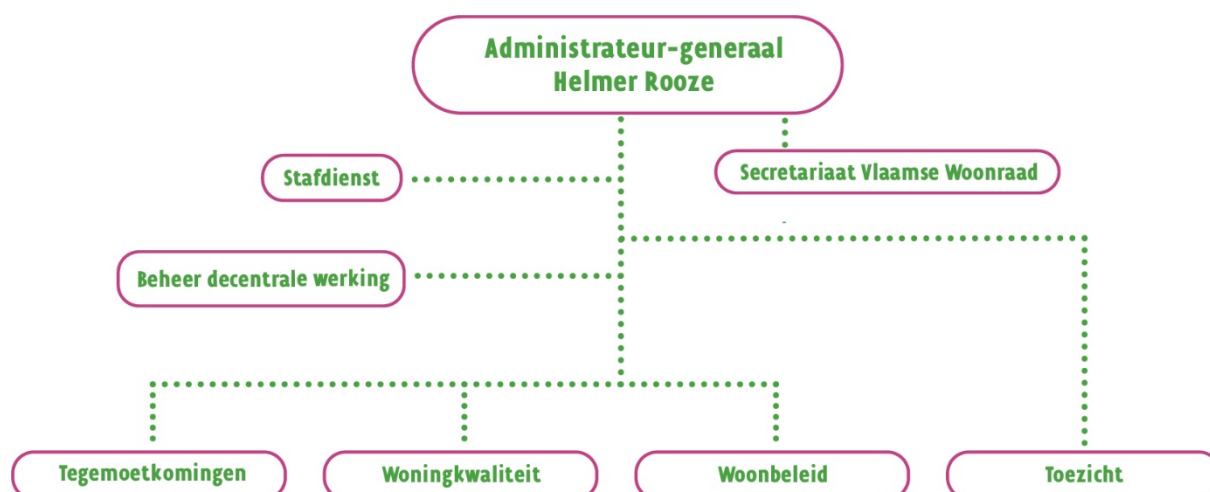 Administrateur-generaal
Helmer Rooze
Secretariaat Vlaamse Woonraad
Stafdienst
Beheer decentrale werking
Tegemoetkomingen
Woningkwaliteit
Woonbeleid
Toezicht